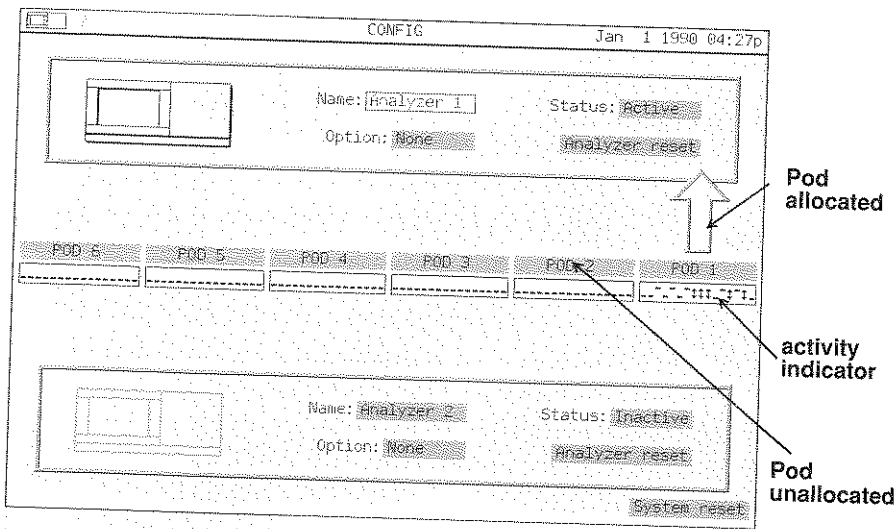 CONFIG
Jan 1 1990 04:27p
Name: Analyzer 1
Status: Active
Option: None
Analyzer reset
Pod
allocated
POD 6
POD 5
POD 4
POD 3
POD 2
POD 1
activity
indicator
Name: Analyzer 2
Status: Inactive
Option: None
Analyzer reset
Pod
unallocated
System reset